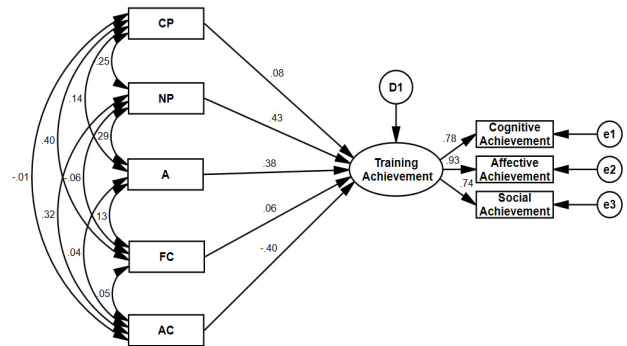 CP
D1
.25
.08
NP
.14
.43
Cognitive
Achievement
e1
.78
.40
.29
Training
Achievement
.93
Affective
Achievement
e2
-.01
-.06
A
.38
.74
Social
Achievement
e3
.32
.13
.06
.04
FC
-.40
.05
AC